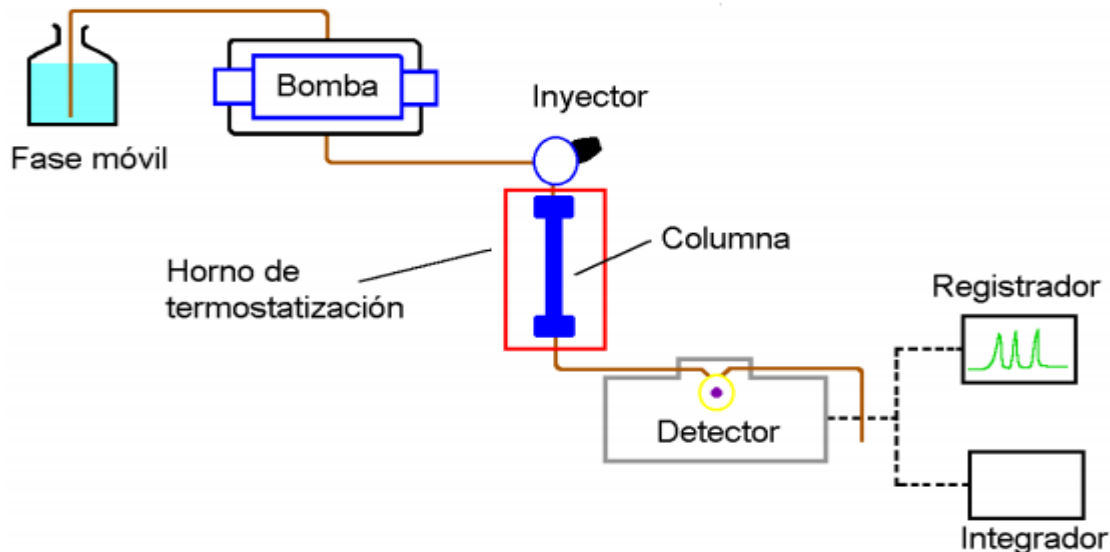 Bomba
Inyector
Fase móvil
Columna
Horno de
termostatización
Registrador
Detector
Integrador